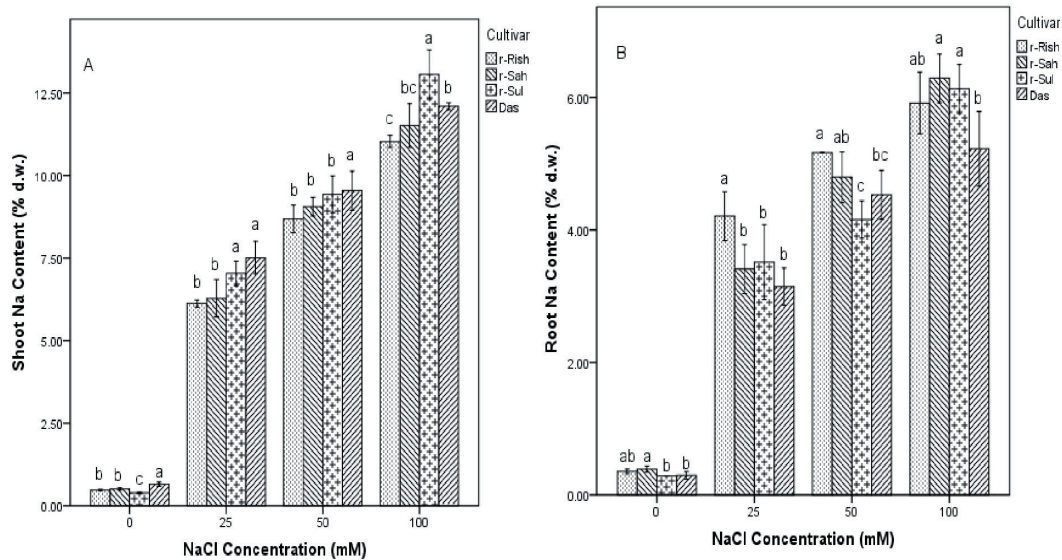 A
Shoot Na Content (% d.w.)
12.50
10.00
7.50
5.00
2.50
0.00
b b c a
b b a a
b b b a
c bc a b
0 25 50 100
NaCl Concentration (mM)
Cultivar
r-Rish
r-Sah
r-Sul
Das
B
Root Na Content (% d.w.)
6.00
4.00
2.00
0.00
ab a b b
a b b b
a ab c bc
ab a a b
0 25 50 100
NaCl Concentration (mM)
Cultivar
r-Rish
r-Sah
r-Sul
Das